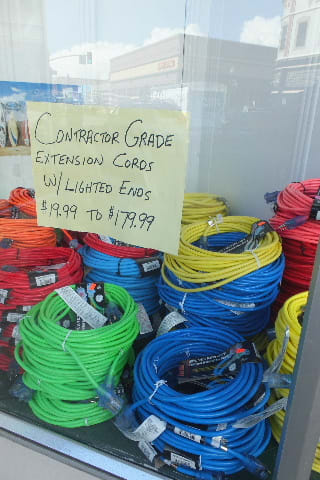 CONTRACTOR GRADE
EXTENSION CORDS
W/ LIGHTED ENDS
$19.99 TO $179.99